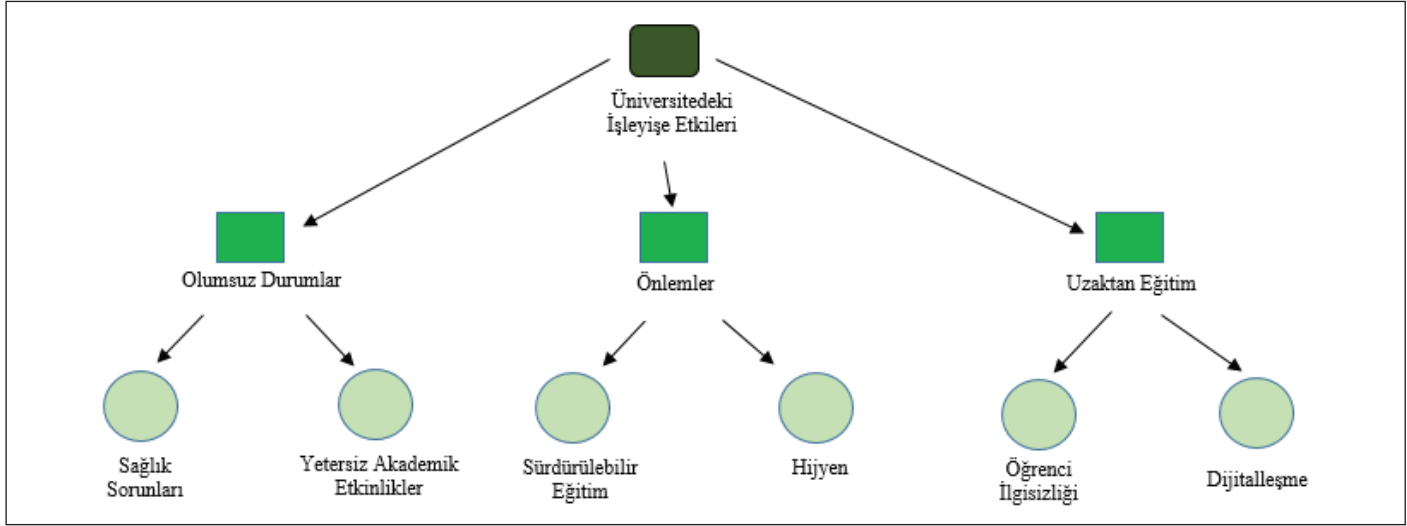 Üniversitedeki
İşleyişe Etkileri
Olumsuz Durumlar
Önlemler
Uzaktan Eğitim
Sağlık
Sorunları
Yetersiz Akademik
Etkinlikler
Sürdürülebilir
Eğitim
Hijyen
Öğrenci
İlgisizliği
Dijitalleşme